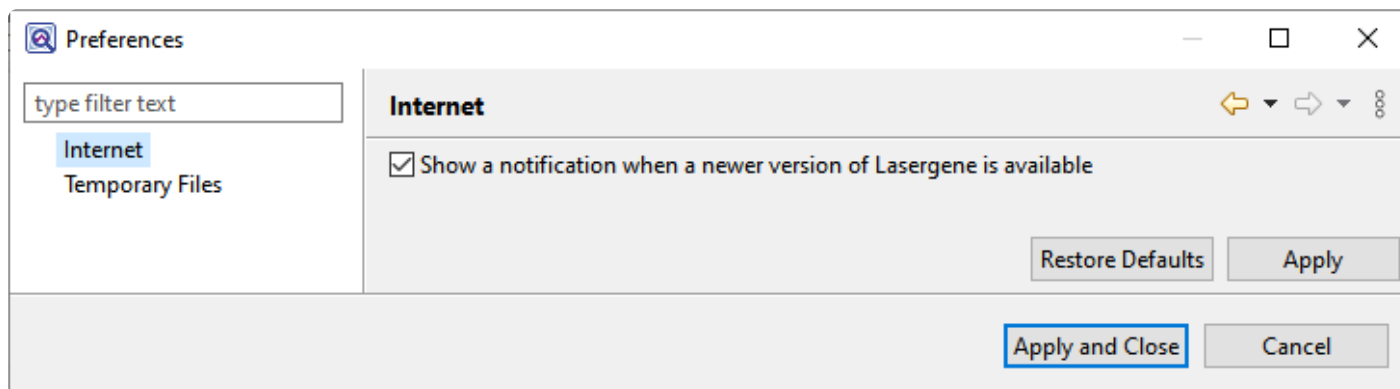 Preferences
type filter text
Internet
Temporary Files
Internet
Show a notification when a newer version of Lasergene is available
Restore Defaults
Apply
Apply and Close
Cancel